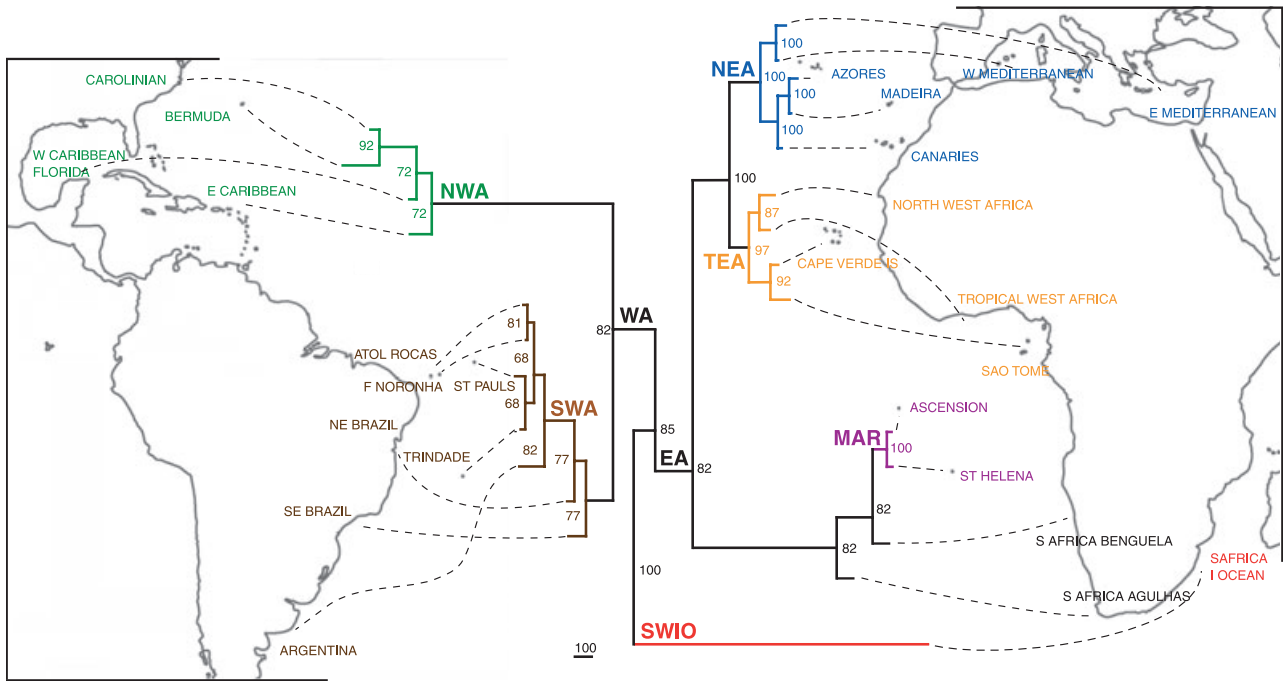 CAROLINIAN
BERMUDA
W CARIBBEAN
FLORIDA
E CARIBBEAN
92
72
72
NWA
ATOL ROCAS
F NORONHA
ST PAULS
NE BRAZIL
TRINDADE
SE BRAZIL
ARGENTINA
81
68
68
82
SWA
77
77
WA
82
85
EA
82
100
SWIO
100
NEA
100
100
100
100
AZORES
MADEIRA
CANARIES
W MEDITERRANEAN
E MEDITERRANEAN
100
TEA
87
97
92
NORTH WEST AFRICA
CAPE VERDE IS
TROPICAL WEST AFRICA
SAO TOME
MAR
100
ASCENSION
ST HELENA
82
82
S AFRICA BENGUELA
S AFRICA AGULHAS
SAFRICA
I OCEAN